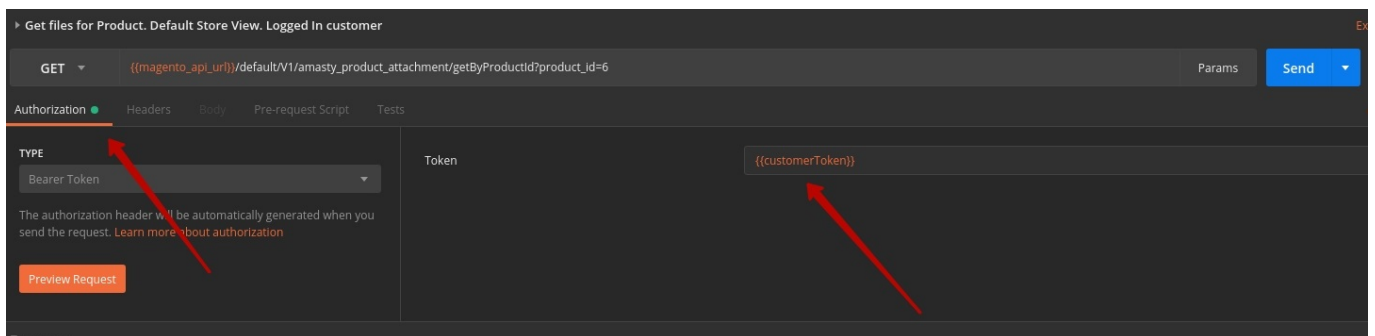 Get files for Product. Default Store View. Logged In customer
Ex
GET {{magento_api_url}}/default/V1/amasty_product_attachment/getByProductId?product_id=6 Params Send
Authorization Headers Body Pre-request Script Tests
TYPE
Bearer Token
The authorization header will be automatically generated when you
send the request. Learn more about authorization
Preview Request
Token {{customerToken}}